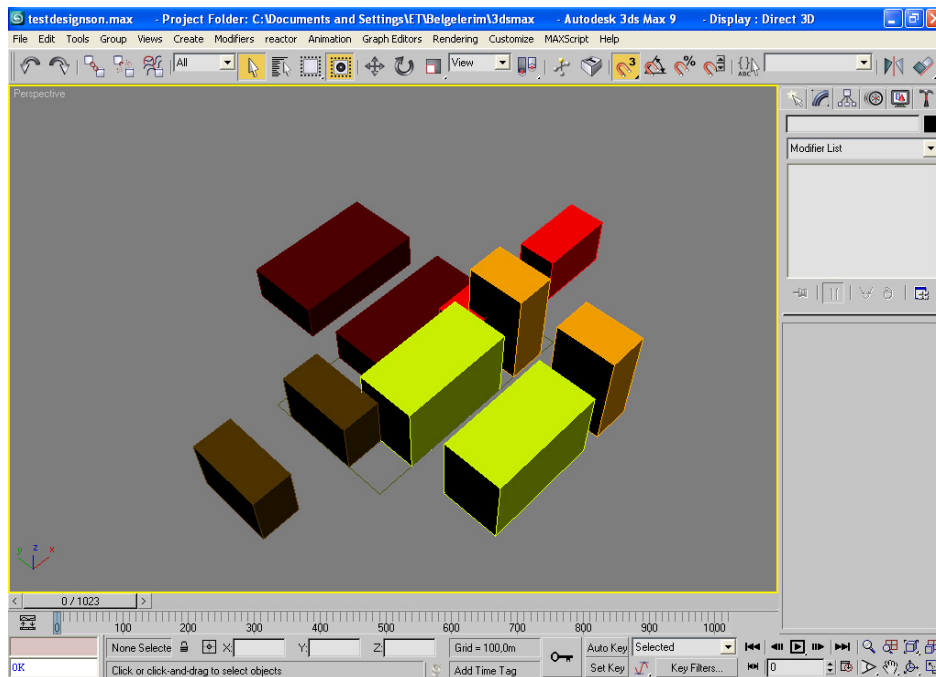 testdesignson.max - Project Folder: C:\Documents and Settings\ET\Belgelerim\3dsmax - Autodesk 3ds Max 9 - Display : Direct 3D
File Edit Tools Group Views Create Modifiers reactor Animation Graph Editors Rendering Customize MAXScript Help
All View 3 % ABC
Perspective
Modifier List
y z x
< 0 / 1023 >
0 100 200 300 400 500 600 700 800 900 1000
None Selecte X: Y: Z: Grid = 100,0m Auto Key Selected
OK Click or click-and-drag to select objects Add Time Tag Set Key Key Filters... 0